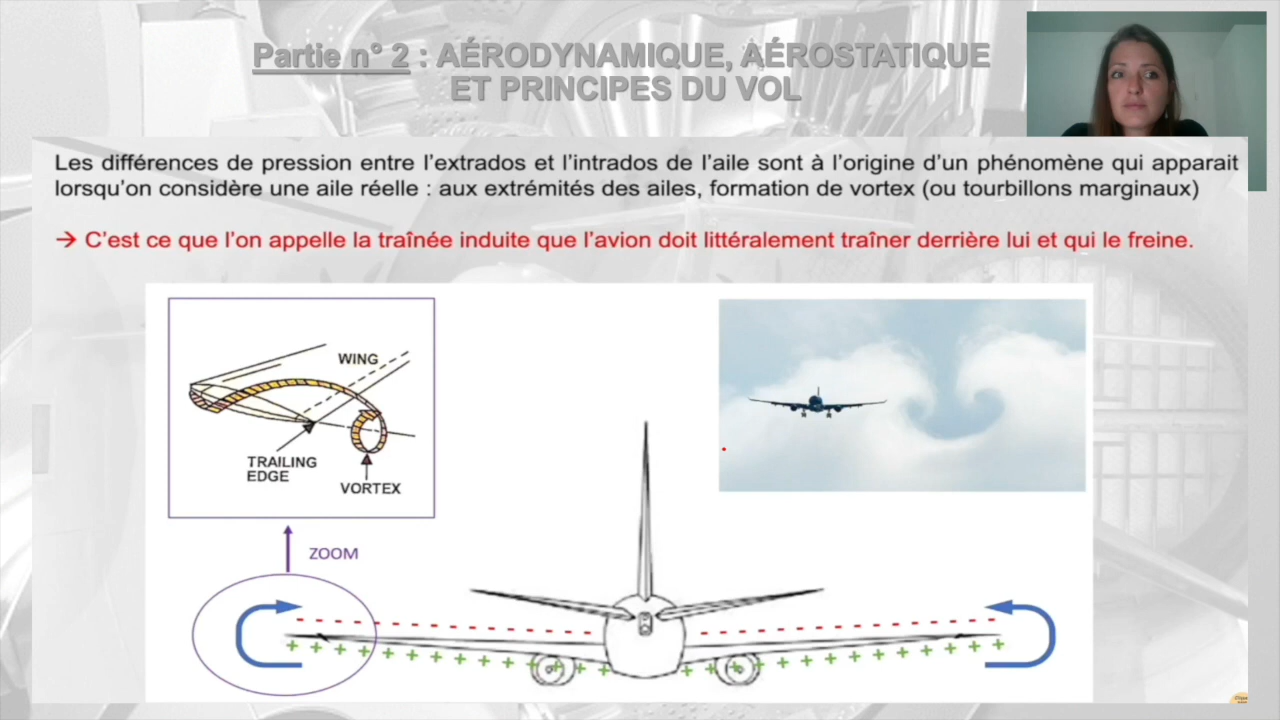 Partie n° 2 : AÉRODYNAMIQUE, AÉROSTATIQUE
ET PRINCIPES DU VOL
Les différences de pression entre l’extrados et l’intrados de l’aile sont à l’origine d’un phénomène qui apparait
lorsqu’on considère une aile réelle : aux extrémités des ailes, formation de vortex (ou tourbillons marginaux)
→ C’est ce que l’on appelle la traînée induite que l’avion doit littéralement traîner derrière lui et qui le freine.
WING
TRAILING
EDGE
VORTEX
ZOOM